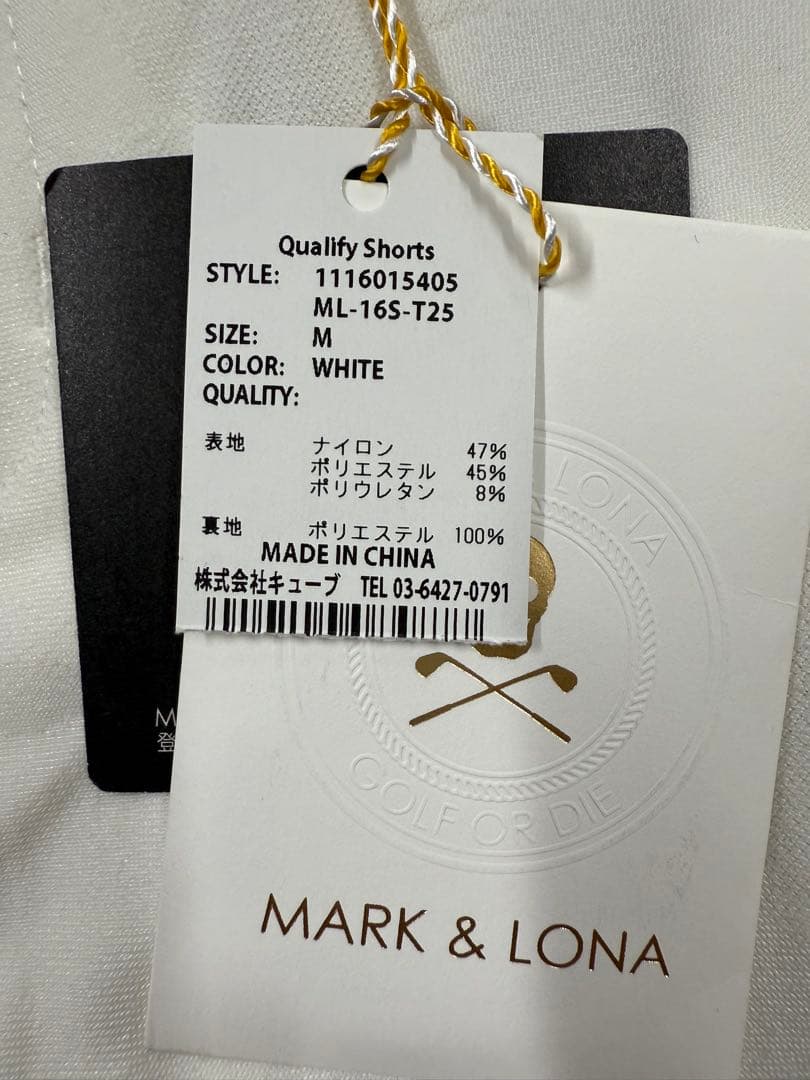 Qualify Shorts
STYLE: 1116015405
ML-16S-T25
SIZE: M
COLOR: WHITE
QUALITY:
表地 ナイロン 47%
ポリエステル 45%
ポリウレタン 8%
裏地 ポリエステル 100%
MADE IN CHINA
株式会社キューブ TEL 03-6427-0791
LONA
GOLF OR DIE
M
登
MARK & LONA